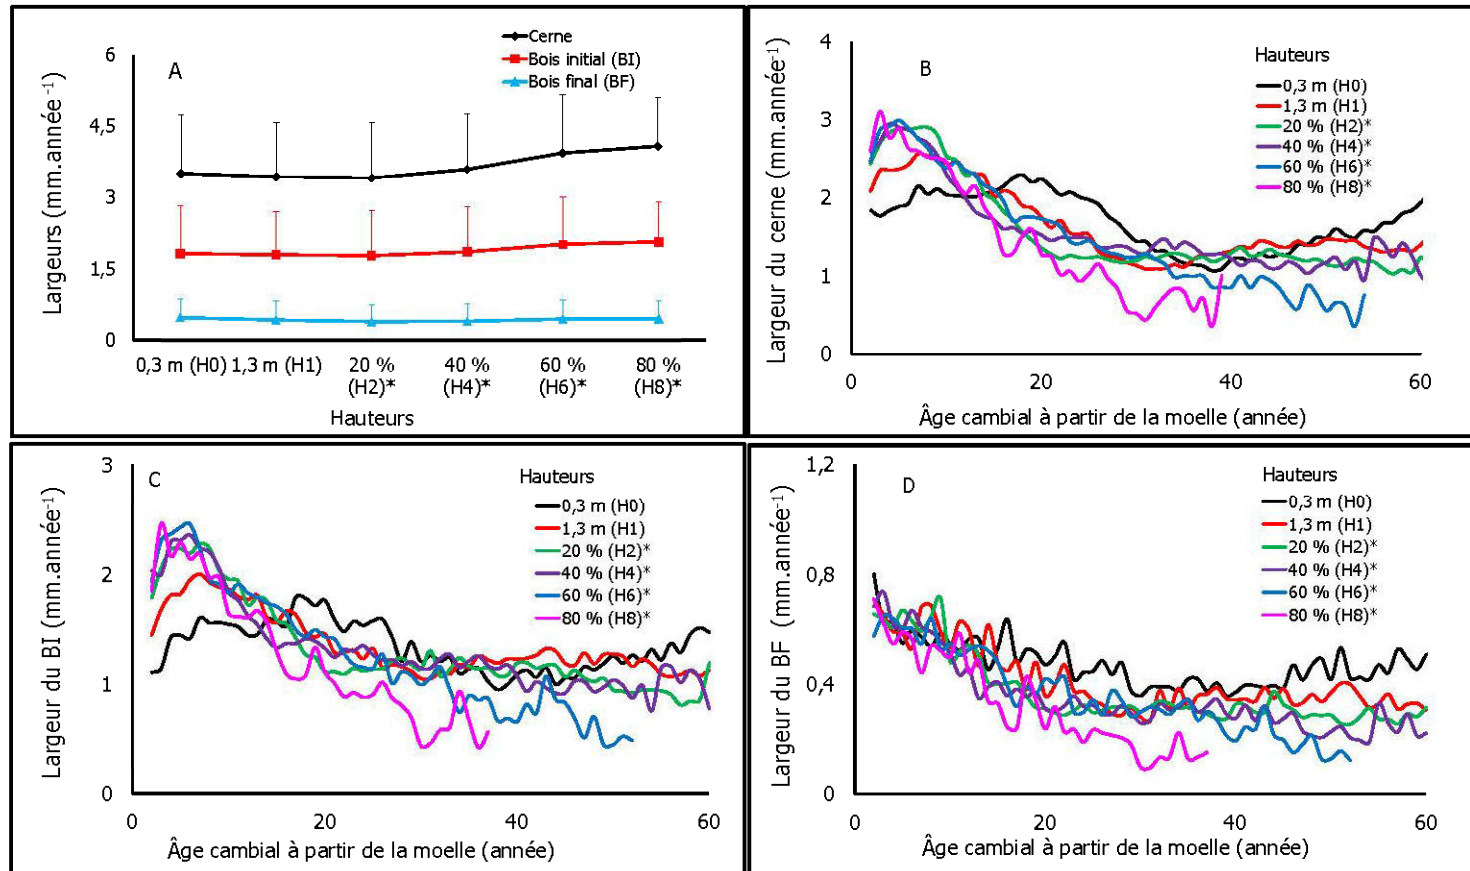 A
Cerne
Bois initial (BI)
Bois final (BF)
Largeurs (mm.année⁻¹)
6
4,5
3
1,5
0
0,3 m (H0)
1,3 m (H1)
20 % (H2)*
40 % (H4)*
60 % (H6)*
80 % (H8)*
Hauteurs
B
Hauteurs
0,3 m (H0)
1,3 m (H1)
20 % (H2)*
40 % (H4)*
60 % (H6)*
80 % (H8)*
Largeur du cerne (mm.année⁻¹)
4
3
2
1
0
0 20 40 60
Âge cambial à partir de la moelle (année)
C
Hauteurs
0,3 m (H0)
1,3 m (H1)
20 % (H2)*
40 % (H4)*
60 % (H6)*
80 % (H8)*
Largeur du BI (mm.année⁻¹)
3
2
1
0
0 20 40 60
Âge cambial à partir de la moelle (année)
D
Hauteurs
0,3 m (H0)
1,3 m (H1)
20 % (H2)*
40 % (H4)*
60 % (H6)*
80 % (H8)*
Largeur du BF (mm.année⁻¹)
1,2
0,8
0,4
0
0 20 40 60
Âge cambial à partir de la moelle (année)